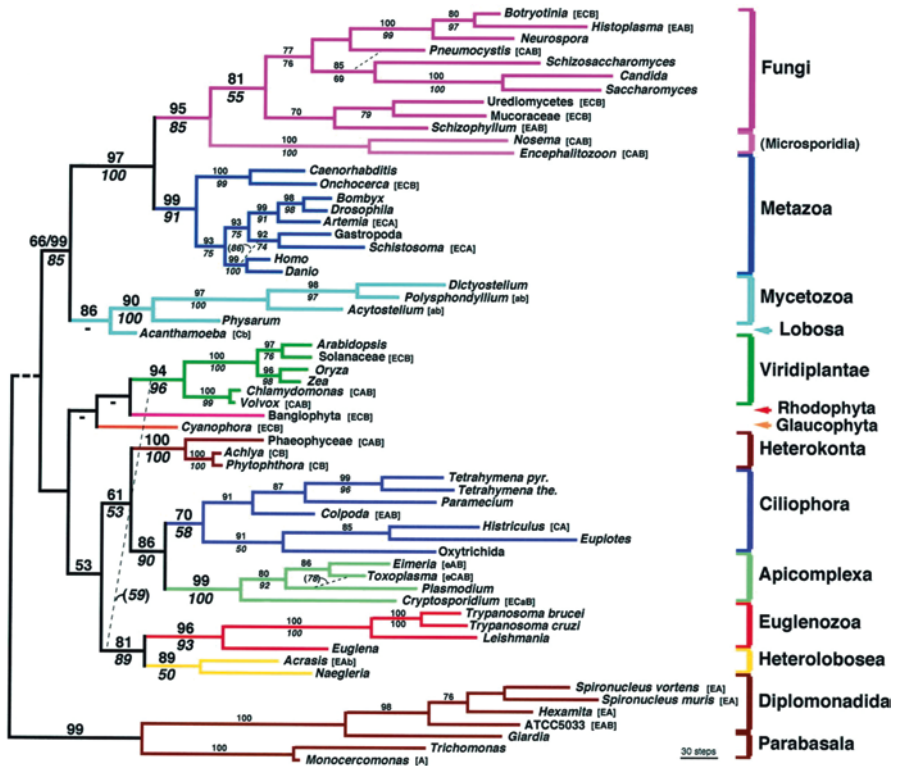 80 Botryotinia [ECB]
100 97 Histoplasma [EAB]
99 Neurospora
77 Pneumocystis [CAB]
76 85 Schizosaccharomyces
69 100 Candida
81 100 Saccharomyces
55 Urediomycetes [ECB]
70 79 Mucoraceae [ECB]
95 Schizophyllum [EAB]
85 100 Nosema [CAB]
100 Encephalitozoon [CAB]
Fungi
(Microsporidia)
97
100
100 Caenorhabditis
99 99 Onchocerca [ECB]
91 98 Bombyx
99 98 Drosophila
93 91 Artemia [ECA]
75 92 Gastropoda
93 (86) 74 Schistosoma [ECA]
75 99 Homo
100 Danio
Metazoa
66/99
85
98 Dictyostelium
97 97 Polysphondyllium [ab]
86 90 100 Acytostelium [ab]
- 100 Physarum
Acanthamoeba [Cb]
Mycetozoa
Lobosa
97 Arabidopsis
100 76 Solanaceae [ECB]
94 100 96 Oryza
96 98 Zea
100 Chlamydomonas [CAB]
- 99 Volvox [CAB]
- Bangiophyta [ECB]
Cyanophora [ECB]
Viridiplantae
Rhodophyta
Glaucophyta
100 Phaeophyceae [CAB]
100 100 Achlya [CB]
100 Phytophthora [CB]
Heterokonta
99 Tetrahymena pyr.
87 96 Tetrahymena the.
91 Paramecium
61 70 Colpoda [EAB]
53 58 85 Histriculus [CA]
91 Euplotes
86 50 Oxytrichida
90
Ciliophora
53
86 Eimeria [eAB]
99 80 (78) Toxoplasma [eCAB]
100 92 Plasmodium
(59) Cryptosporidium [ECaB]
Apicomplexa
100 Trypanosoma brucei
96 100 100 Trypanosoma cruzi
81 93 100 Leishmania
89 Euglena
89 Acrasis [EAb]
50 Naegleria
Euglenozoa
Heterolobosea
76 Spironucleus vortens [EA]
98 Spironucleus muris [EA]
100 Hexamita [EA]
99 ATCC5033 [EAB]
Giardia
100 Trichomonas
Monocercomonas [A]
Diplomonadida
Parabasala
30 steps